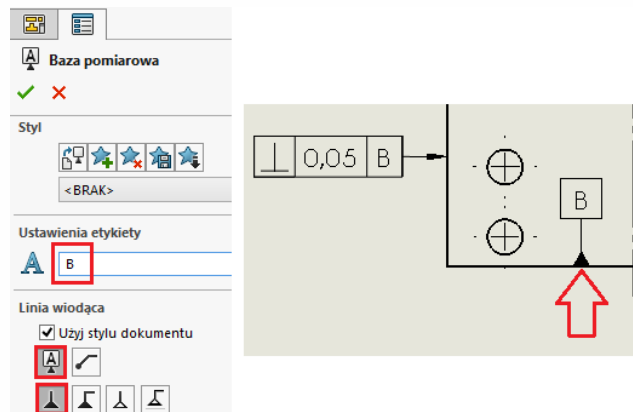 Baza pomiarowa
Styl
<BRAK>
Ustawienia etykiety
B
Linia wiodąca
Użyj stylu dokumentu
⊥ 0,05 B
B